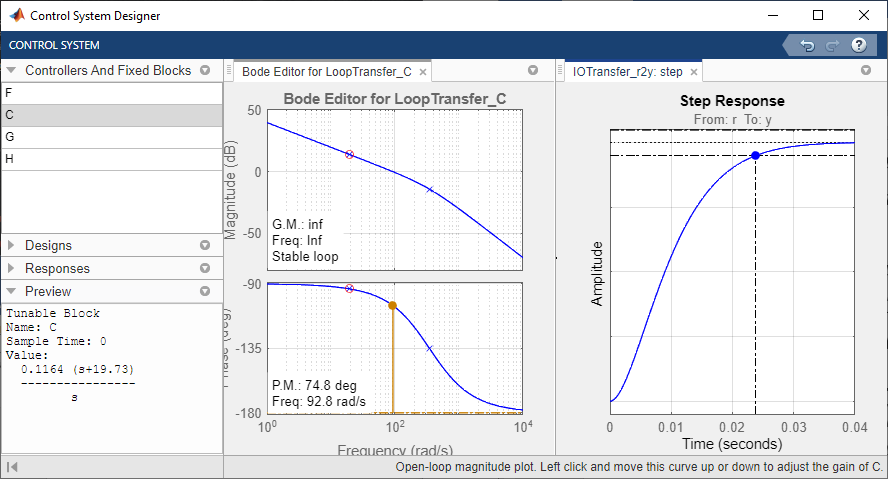 Control System Designer
CONTROL SYSTEM
?
Controllers And Fixed Blocks
F
C
G
H
Designs
Responses
Preview
Tunable Block
Name: C
Sample Time: 0
Value:
0.1164 (s+19.73)
-----------------
s
Bode Editor for LoopTransfer_C
Bode Editor for LoopTransfer_C
Magnitude (dB)
50
0
-50
G.M.: inf
Freq: Inf
Stable loop
Phase (deg)
-90
-135
-180
P.M.: 74.8 deg
Freq: 92.8 rad/s
10^0 10^2 10^4
Frequency (rad/s)
IOTransfer_r2y: step
Step Response
From: r To: y
Amplitude
0 0.01 0.02 0.03 0.04
Time (seconds)
Open-loop magnitude plot. Left click and move this curve up or down to adjust the gain of C.